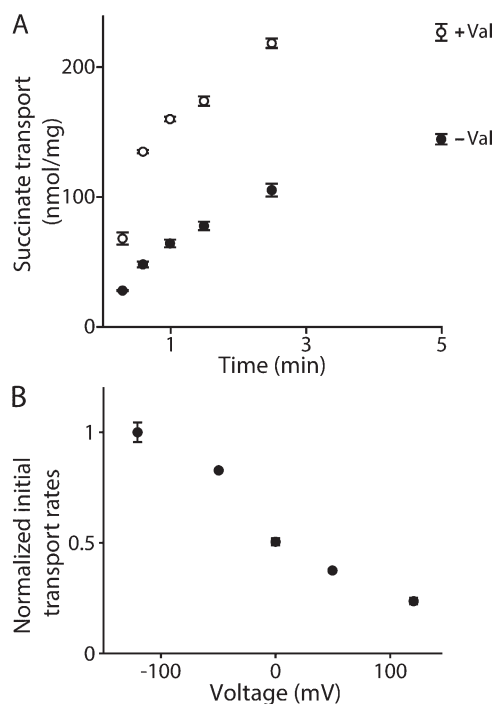 A
Succinate transport
(nmol/mg)
200
100
0
1
3
5
Time (min)
+Val
−Val
B
Normalized initial
transport rates
1
0.5
0
-100
0
100
Voltage (mV)